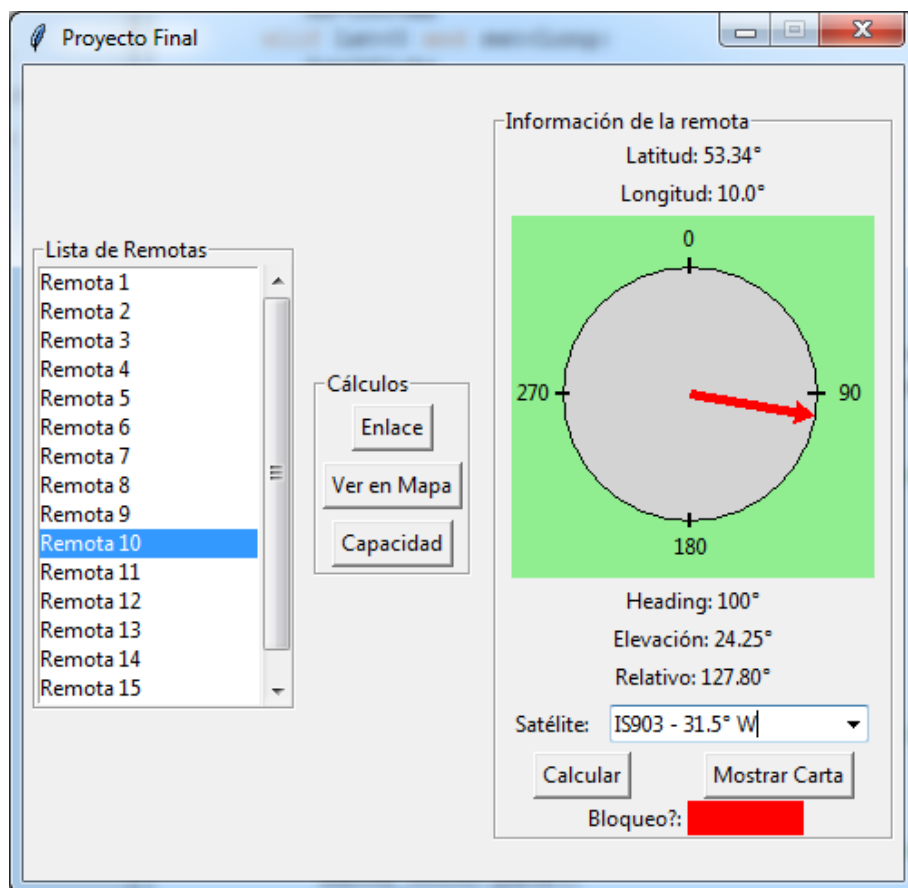 Proyecto Final
Información de la remota
Latitud: 53.34°
Longitud: 10.0°
0
270
90
180
Heading: 100°
Elevación: 24.25°
Relativo: 127.80°
Satélite: IS903 - 31.5° W
Calcular Mostrar Carta
Bloqueo?:
Lista de Remotas
Remota 1
Remota 2
Remota 3
Remota 4
Remota 5
Remota 6
Remota 7
Remota 8
Remota 9
Remota 10
Remota 11
Remota 12
Remota 13
Remota 14
Remota 15
Cálculos
Enlace
Ver en Mapa
Capacidad